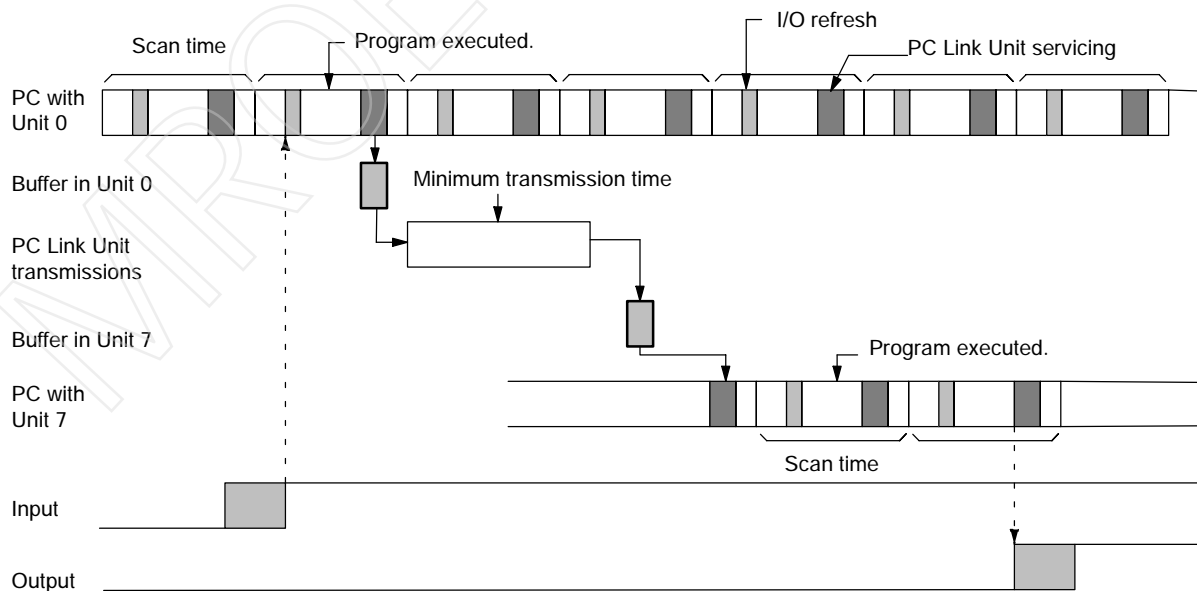 I/O refresh
Scan time
Program executed.
PC Link Unit servicing
PC with
Unit 0
Buffer in Unit 0
Minimum transmission time
PC Link Unit
transmissions
Buffer in Unit 7
Program executed.
PC with
Unit 7
Scan time
Input
Output